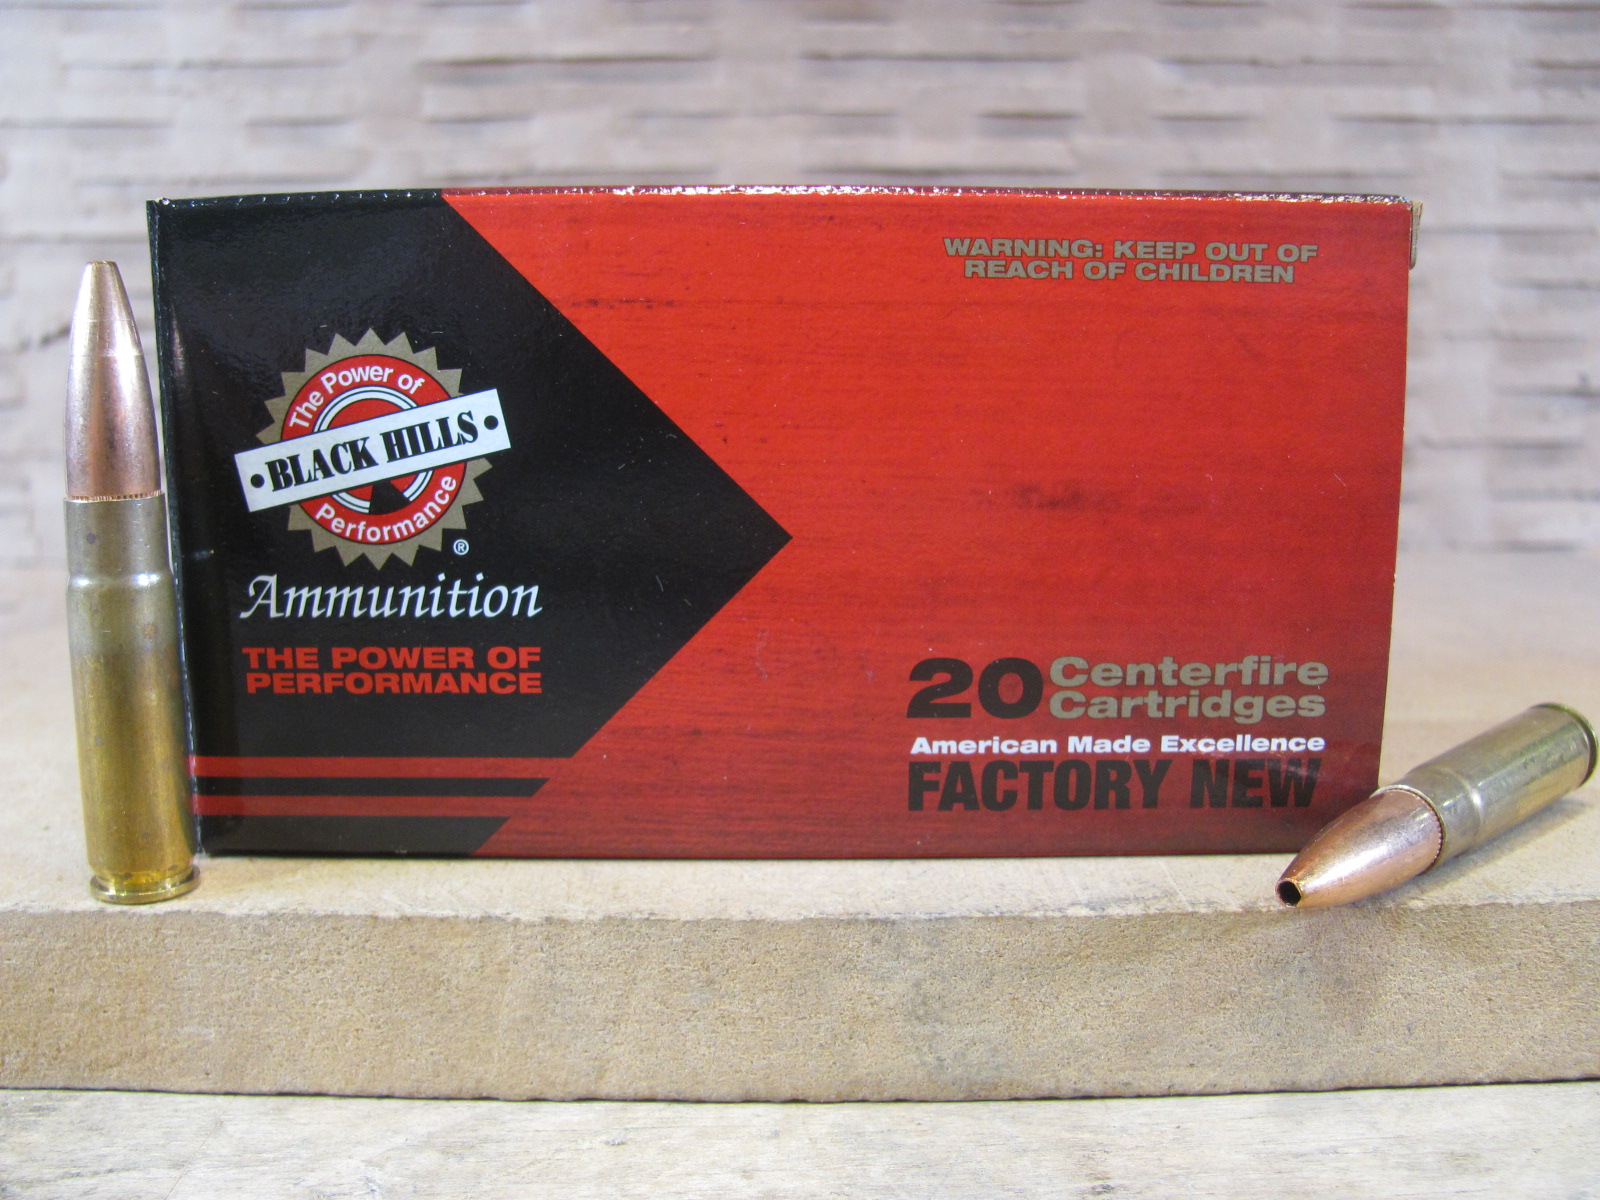 WARNING: KEEP OUT OF
REACH OF CHILDREN
The Power of
• BLACK HILLS •
Performance
®
Ammunition
THE POWER OF
PERFORMANCE
20 Centerfire
Cartridges
American Made Excellence
FACTORY NEW